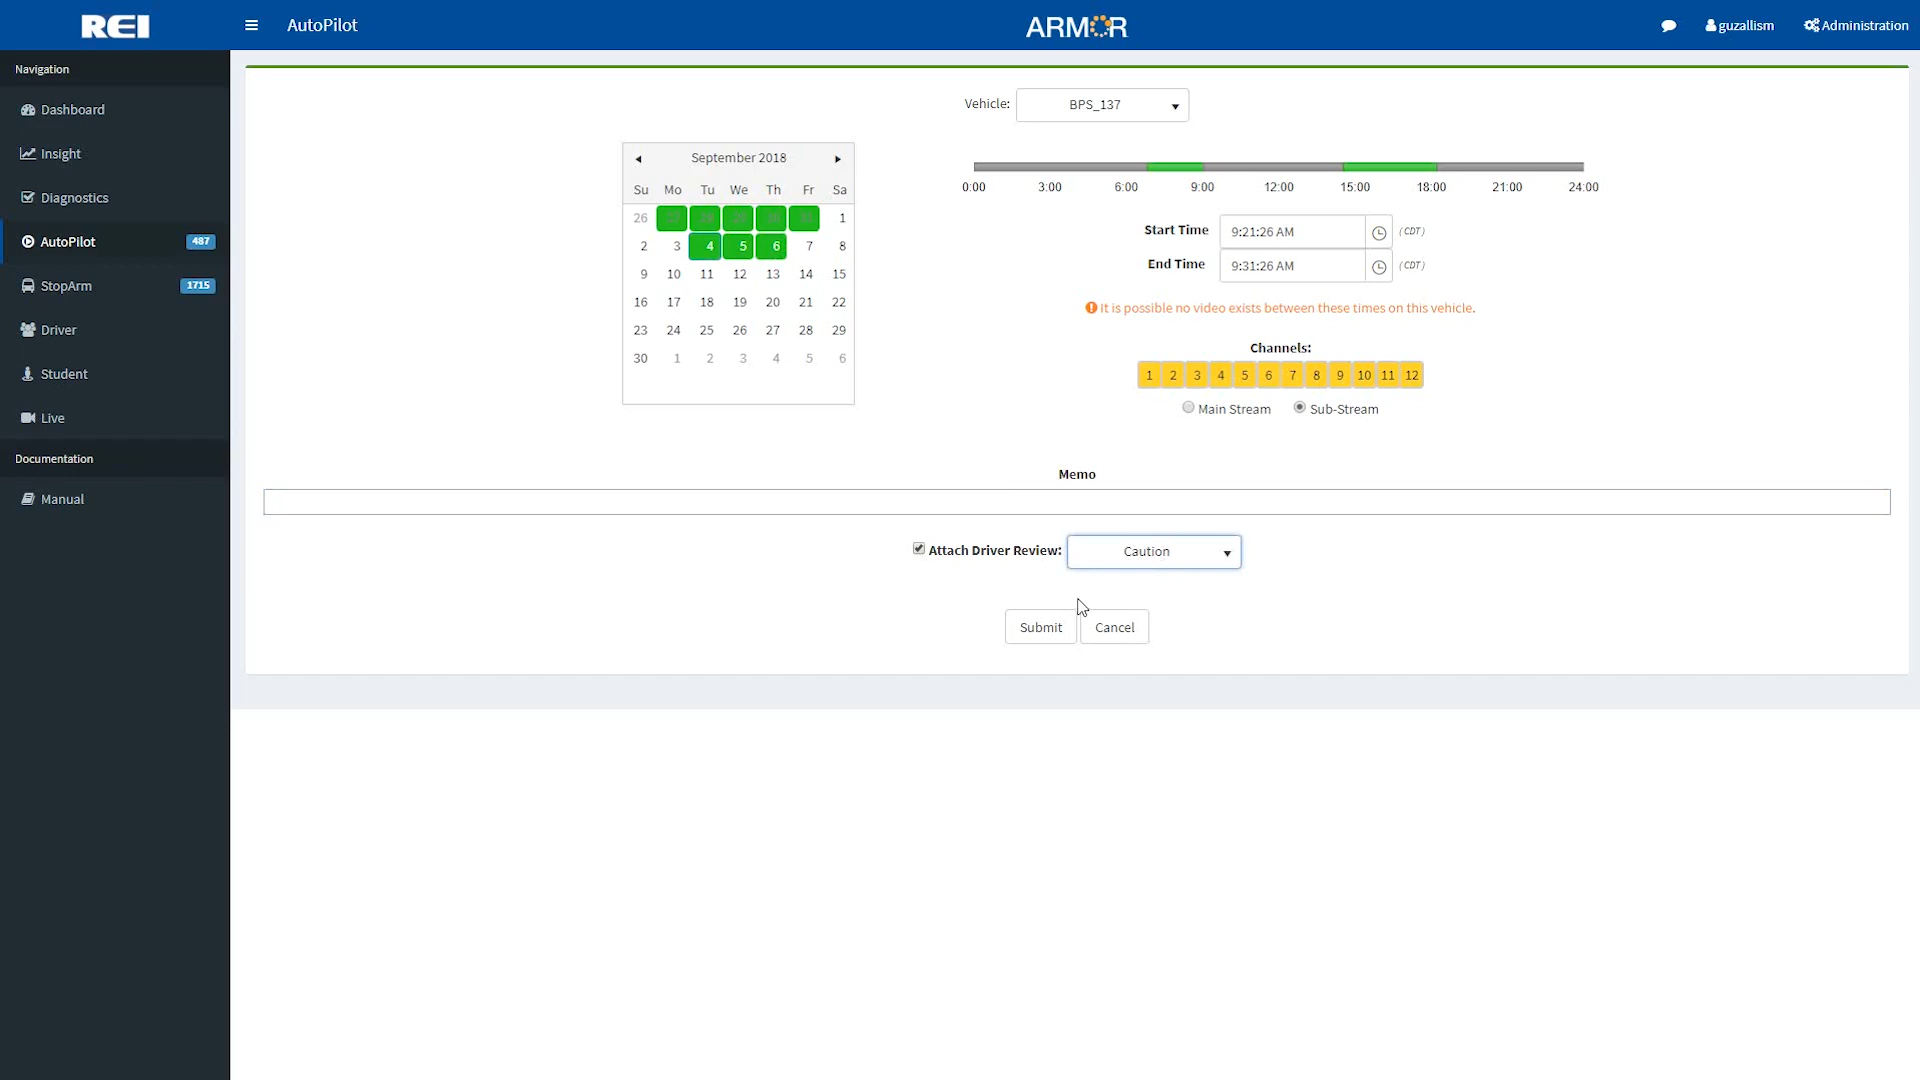 REI
AutoPilot
ARMOR
guzallism
Administration
Navigation
Dashboard
Insight
Diagnostics
AutoPilot 487
StopArm 1715
Driver
Student
Live
Documentation
Manual
Vehicle: BPS_137
September 2018
Su Mo Tu We Th Fr Sa
26 27 28 29 30 31 1
2 3 4 5 6 7 8
9 10 11 12 13 14 15
16 17 18 19 20 21 22
23 24 25 26 27 28 29
30 1 2 3 4 5 6
0:00 3:00 6:00 9:00 12:00 15:00 18:00 21:00 24:00
Start Time 9:21:26 AM (CDT)
End Time 9:31:26 AM (CDT)
It is possible no video exists between these times on this vehicle.
Channels:
1 2 3 4 5 6 7 8 9 10 11 12
Main Stream Sub-Stream
Memo
Attach Driver Review: Caution
Submit Cancel